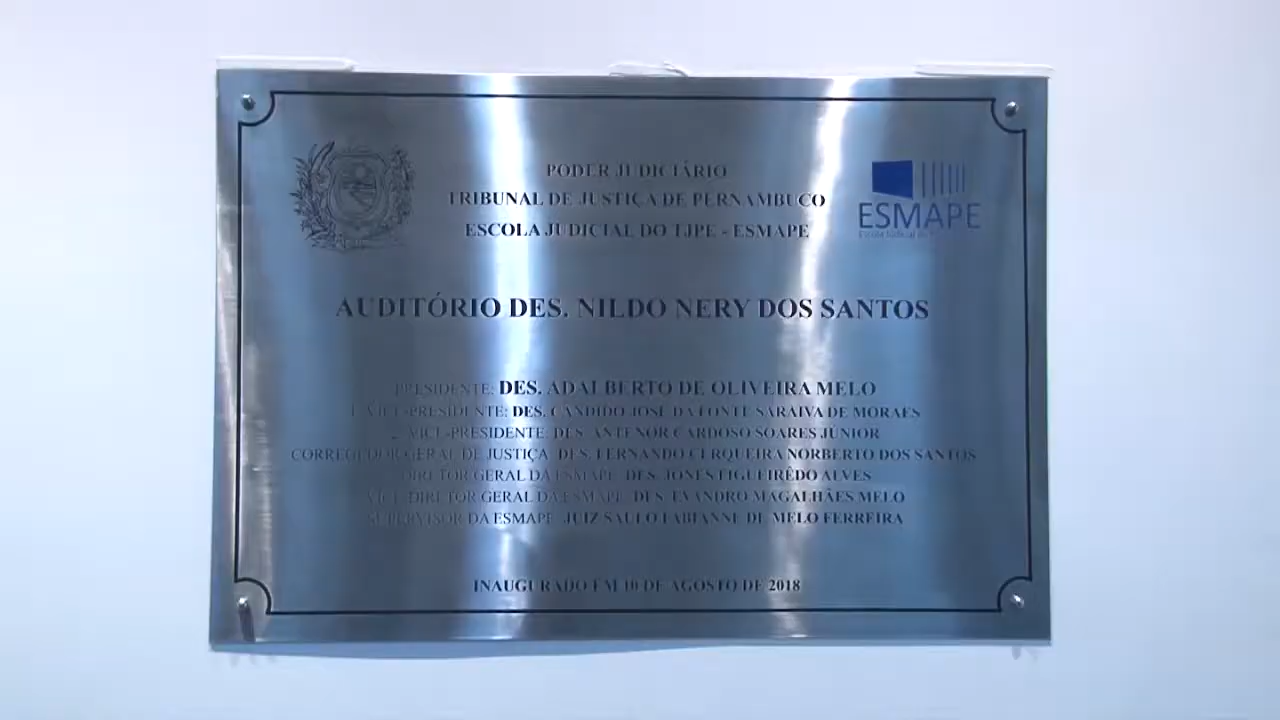 PODER JUDICIÁRIO
TRIBUNAL DE JUSTIÇA DE PERNAMBUCO
ESCOLA JUDICIAL DO TJPE - ESMAPE
ESMAPE
Escola Judicial
AUDITÓRIO DES. NILDO NERY DOS SANTOS
PRESIDENTE: DES. ADALBERTO DE OLIVEIRA MELO
VICE-PRESIDENTE: DES. CANDIDO JOSÉ DA FONTE SARAIVA DE MORAES
VICE-PRESIDENTE: DES. ANTENOR CARDOSO SOARES JÚNIOR
CORREGEDOR GERAL DE JUSTIÇA: DES. FERNANDO CERQUEIRA NORBERTO DOS SANTOS
DIRETOR GERAL DA ESMAPE: DES. JONES FIGUEIRÊDO ALVES
VICE-DIRETOR GERAL DA ESMAPE: DES. EVANDRO MAGALHÃES MELO
SUPERVISOR DA ESMAPE: JUIZ SAULO FABIANNE DE MELO FERREIRA
INAUGURADO EM 10 DE AGOSTO DE 2018